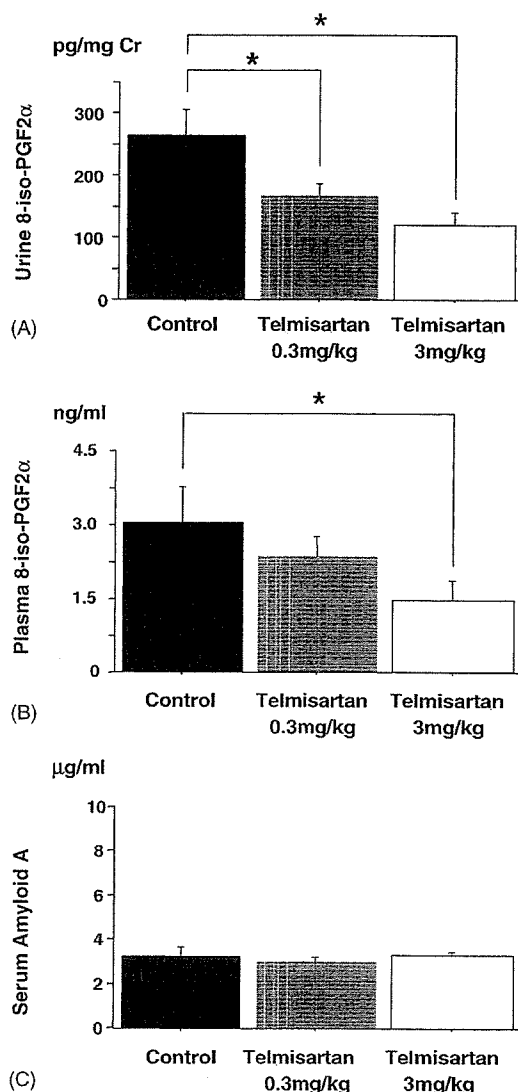 pg/mg Cr
*
*
Urine 8-iso-PGF2α
300
200
100
0
(A)
Control
Telmisartan
0.3mg/kg
Telmisartan
3mg/kg
ng/ml
*
Plasma 8-iso-PGF2α
4.5
3.0
1.5
0
(B)
Control
Telmisartan
0.3mg/kg
Telmisartan
3mg/kg
μg/ml
Serum Amyloid A
10
8
6
4
2
0
(C)
Control
Telmisartan
0.3mg/kg
Telmisartan
3mg/kg